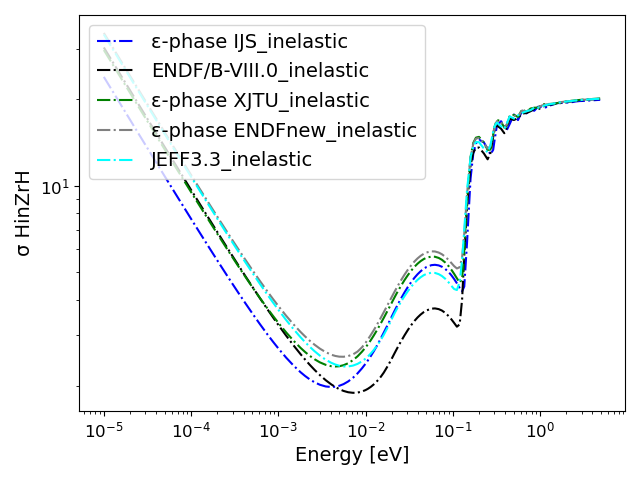 ε-phase IJS_inelastic
ENDF/B-VIII.0_inelastic
ε-phase XJTU_inelastic
ε-phase ENDFnew_inelastic
JEFF3.3_inelastic
10¹
σ HinZrH
10⁻⁵ 10⁻⁴ 10⁻³ 10⁻² 10⁻¹ 10⁰
Energy [eV]